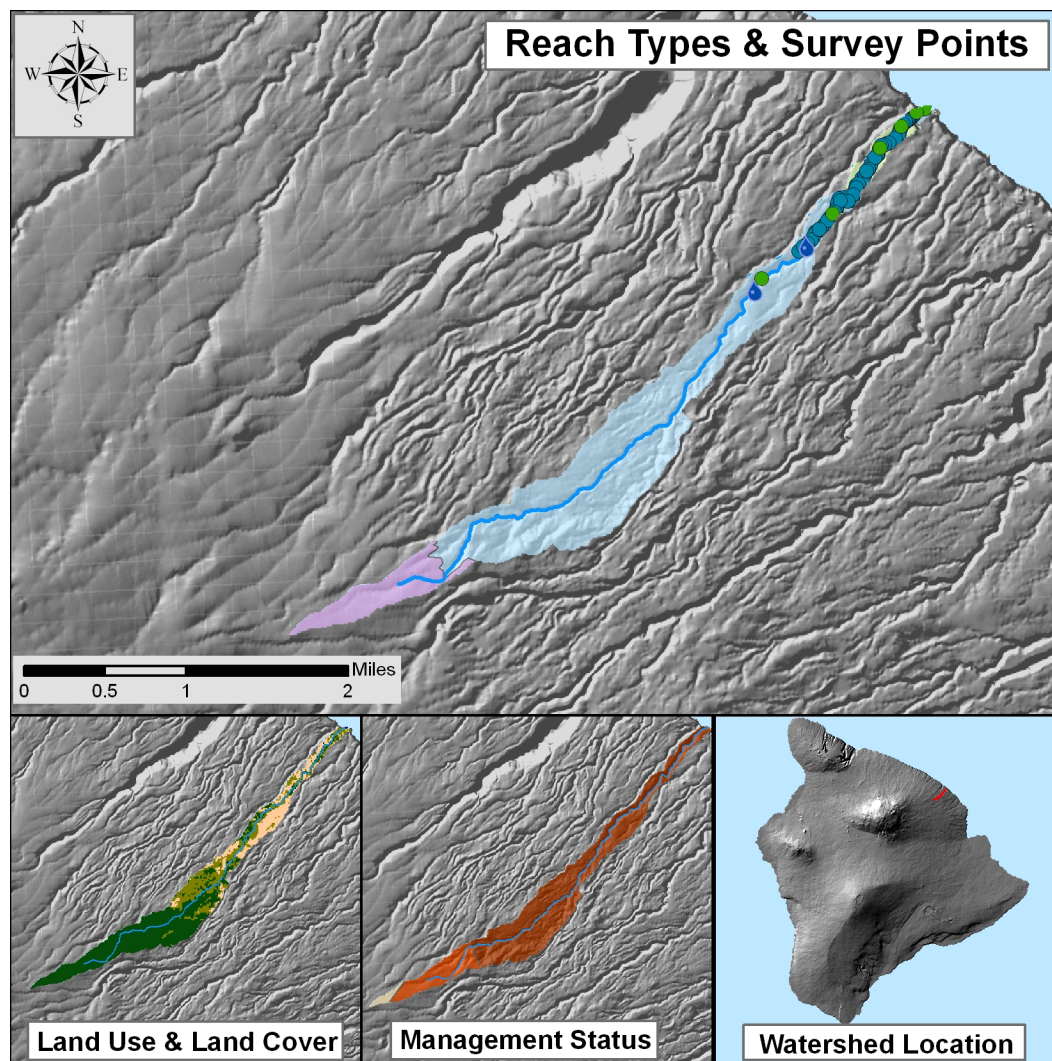 N
W E
S
Reach Types & Survey Points
Miles
0 0.5 1 2
Land Use & Land Cover
Management Status
Watershed Location